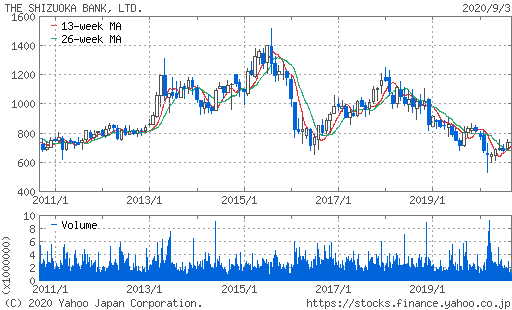 THE SHIZUOKA BANK, LTD. 2020/9/3
1600
13-week MA
26-week MA
1400
1200
1000
800
600
400
2011/1 2013/1 2015/1 2017/1 2019/1
10
Volume
8
6
4
2
0
(x1000000)
2011/1 2013/1 2015/1 2017/1 2019/1
(C) 2020 Yahoo Japan Corporation. https://stocks.finance.yahoo.co.jp/